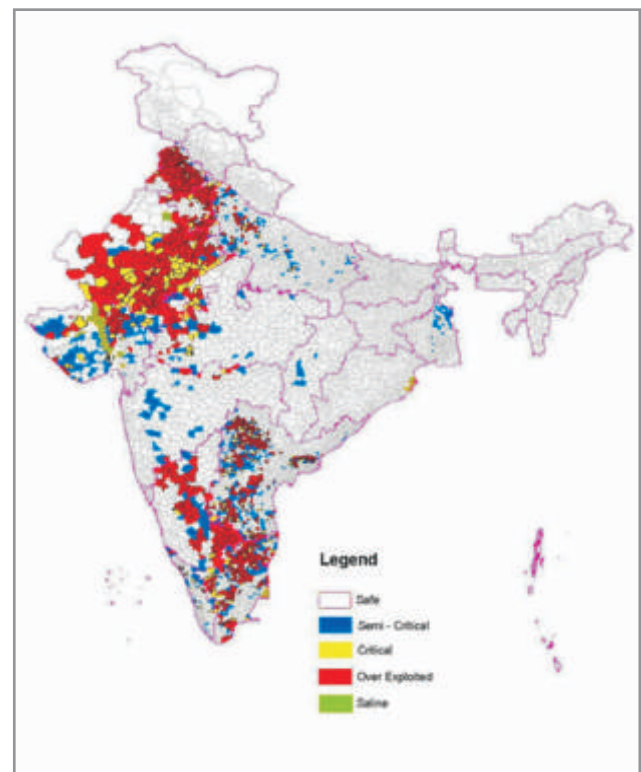 Legend
Safe
Semi - Critical
Critical
Over Exploited
Saline